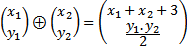 (x₁ y₁) ⊕ (x₂ y₂) = (x₁ + x₂ + 3 y₁.y₂/2)